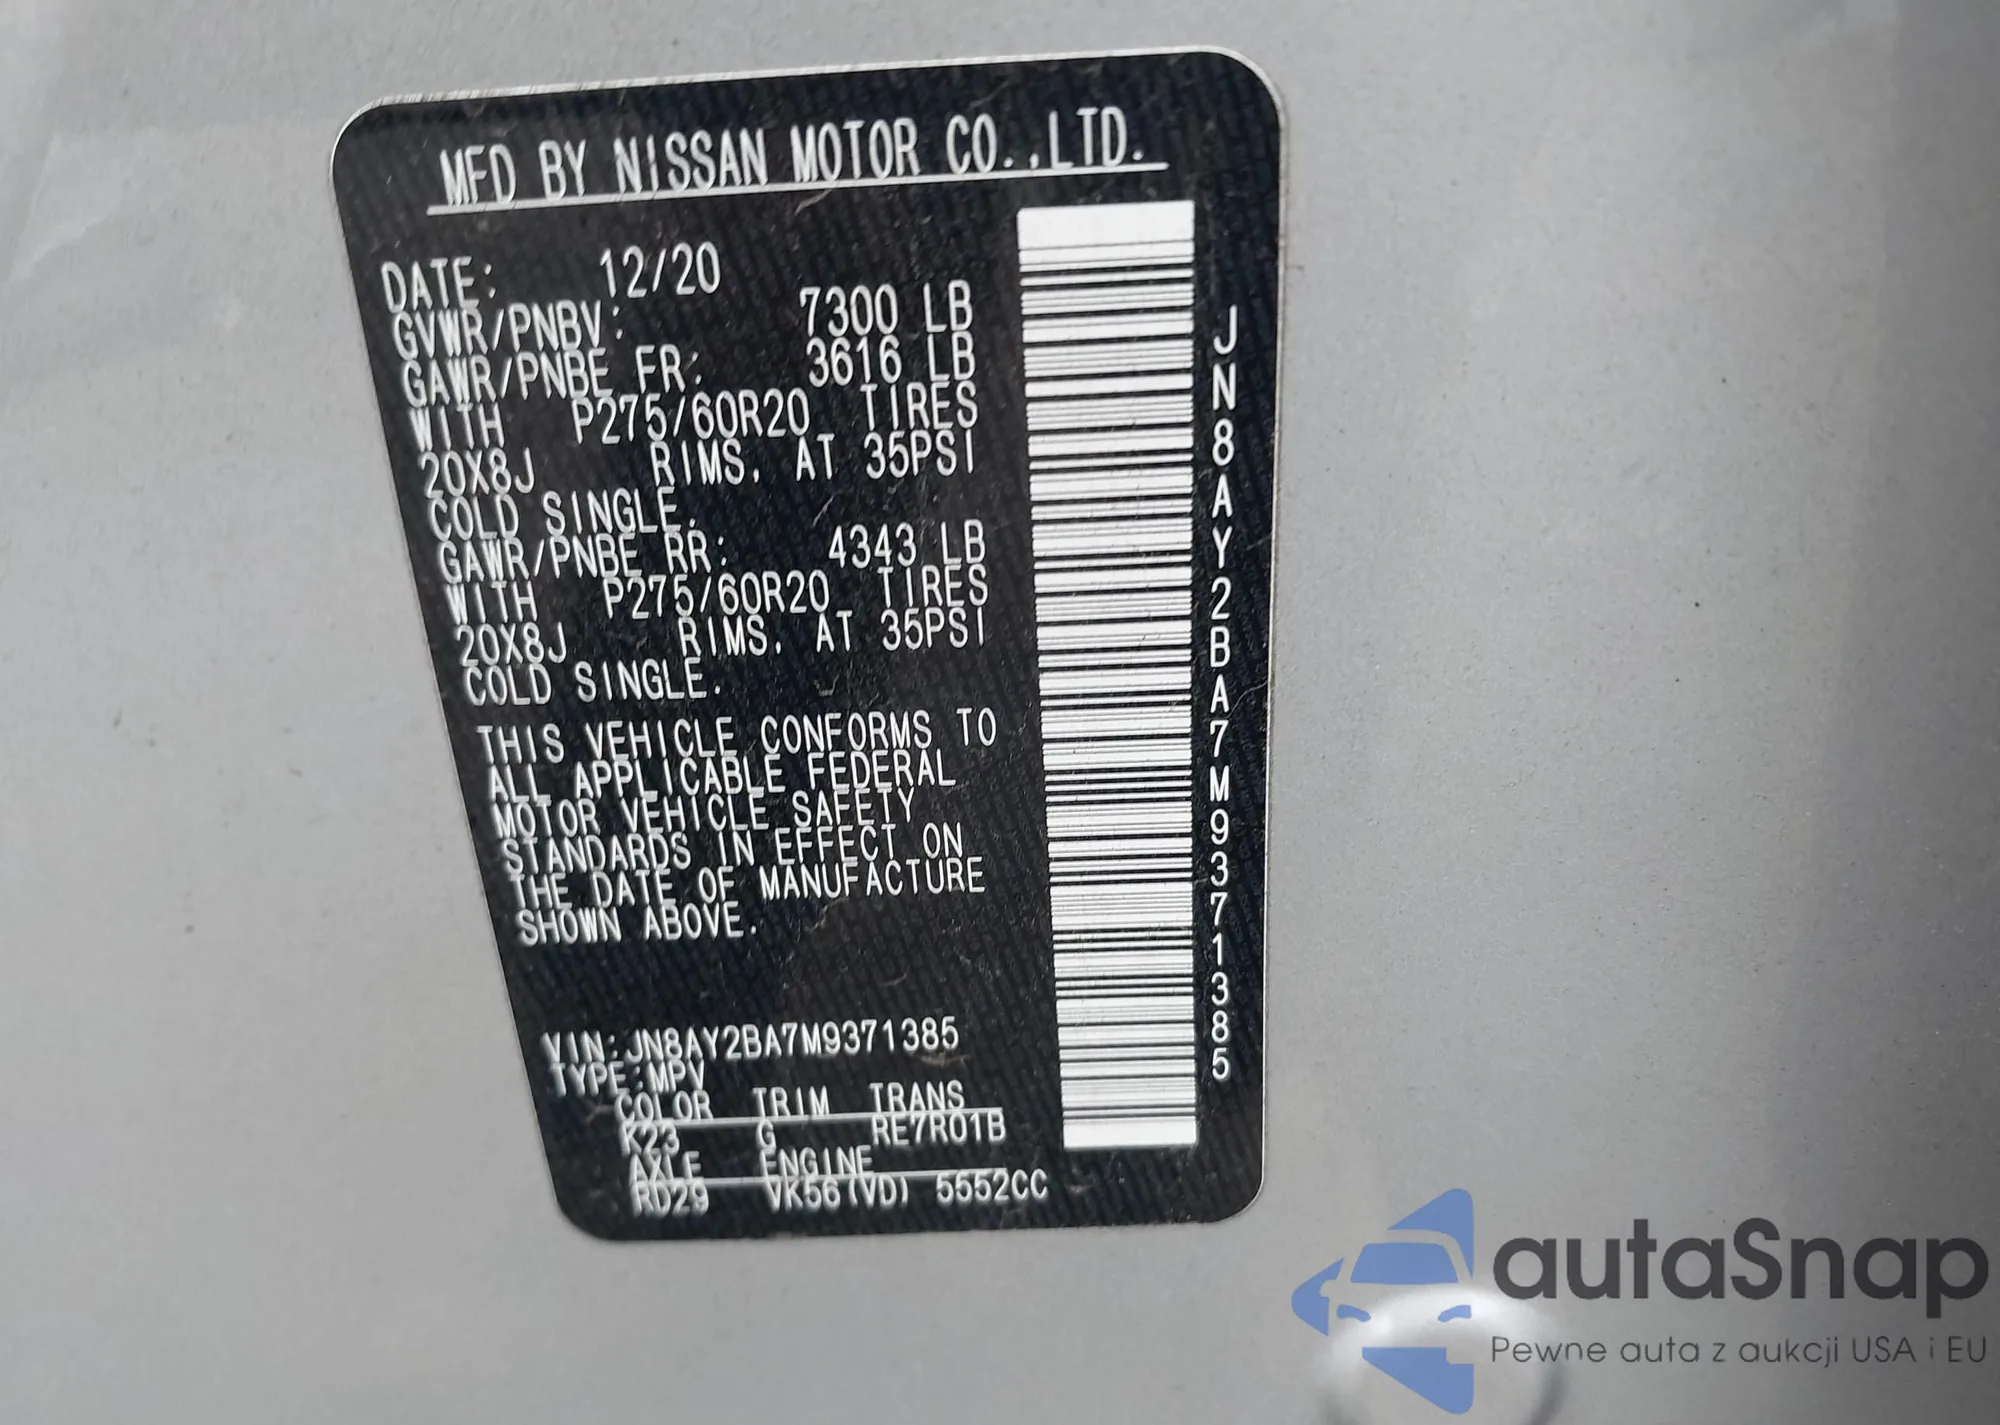 MFD BY NISSAN MOTOR CO.,LTD.
DATE: 12/20
GVWR/PNBV: 7300 LB
GAWR/PNBE FR: 3616 LB
WITH P275/60R20 TIRES
20X8J RIMS, AT 35PSI
COLD SINGLE.
GAWR/PNBE RR: 4343 LB
WITH P275/60R20 TIRES
20X8J RIMS, AT 35PSI
COLD SINGLE.
THIS VEHICLE CONFORMS TO
ALL APPLICABLE FEDERAL
MOTOR VEHICLE SAFETY
STANDARDS IN EFFECT ON
THE DATE OF MANUFACTURE
SHOWN ABOVE.
VIN:JN8AY2BA7M9371385
TYPE:MPV
COLOR TRIM TRANS
K23 G RE7R01B
AXLE ENGINE
RD29 VK56(VD) 5552CC
JN8AY2BA7M9371385
autaSnap
Pewne auta z aukcji USA i EU